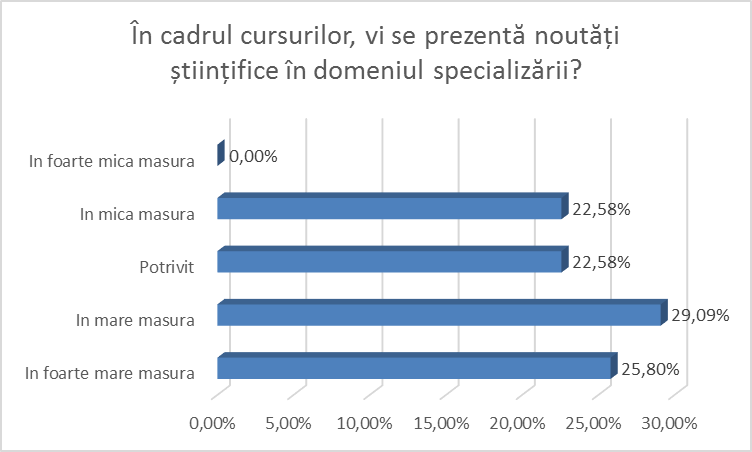 În cadrul cursurilor, vi se prezentă noutăți
științifice în domeniul specializării?
In foarte mica masura
0,00%
In mica masura
22,58%
Potrivit
22,58%
In mare masura
29,09%
In foarte mare masura
25,80%
0,00% 5,00% 10,00% 15,00% 20,00% 25,00% 30,00%